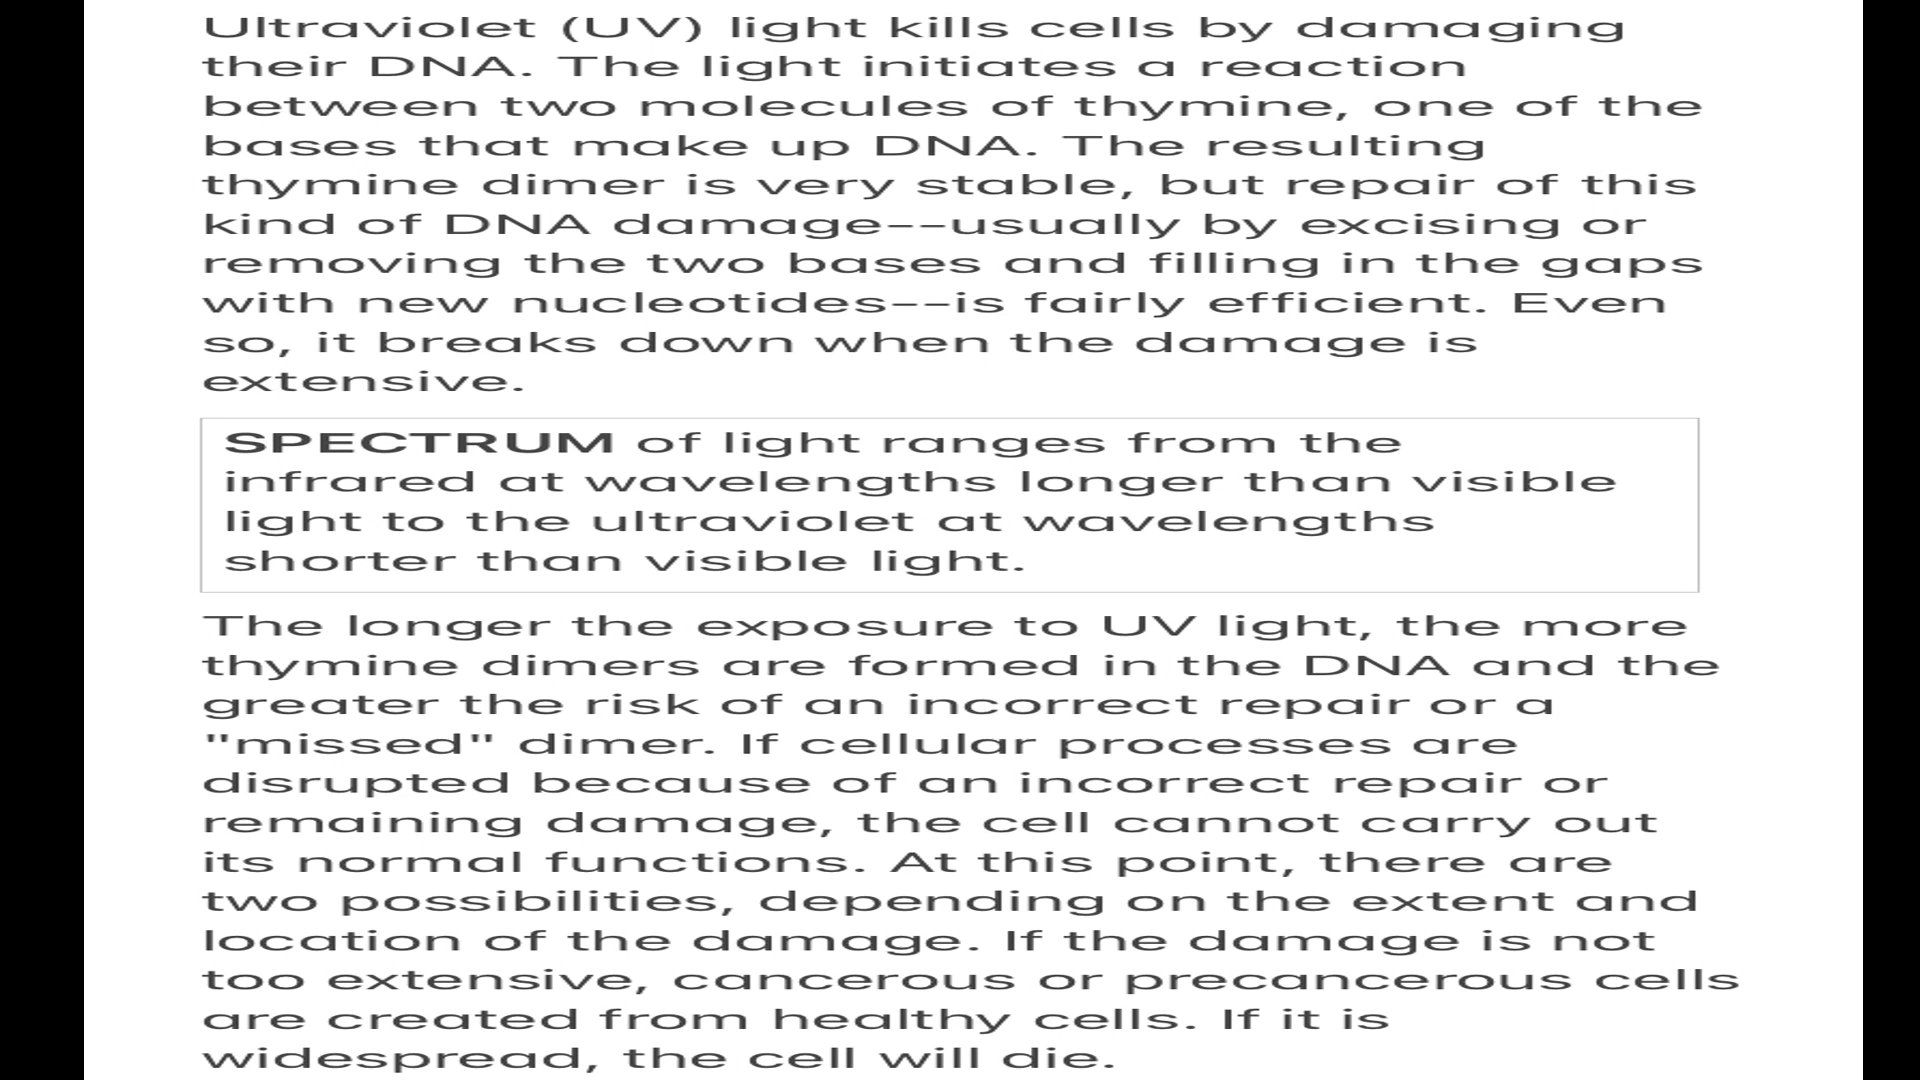 Ultraviolet (UV) light kills cells by damaging
their DNA. The light initiates a reaction
between two molecules of thymine, one of the
bases that make up DNA. The resulting
thymine dimer is very stable, but repair of this
kind of DNA damage--usually by excising or
removing the two bases and filling in the gaps
with new nucleotides--is fairly efficient. Even
so, it breaks down when the damage is
extensive.
SPECTRUM of light ranges from the
infrared at wavelengths longer than visible
light to the ultraviolet at wavelengths
shorter than visible light.
The longer the exposure to UV light, the more
thymine dimers are formed in the DNA and the
greater the risk of an incorrect repair or a
"missed" dimer. If cellular processes are
disrupted because of an incorrect repair or
remaining damage, the cell cannot carry out
its normal functions. At this point, there are
two possibilities, depending on the extent and
location of the damage. If the damage is not
too extensive, cancerous or precancerous cells
are created from healthy cells. If it is
widespread, the cell will die.